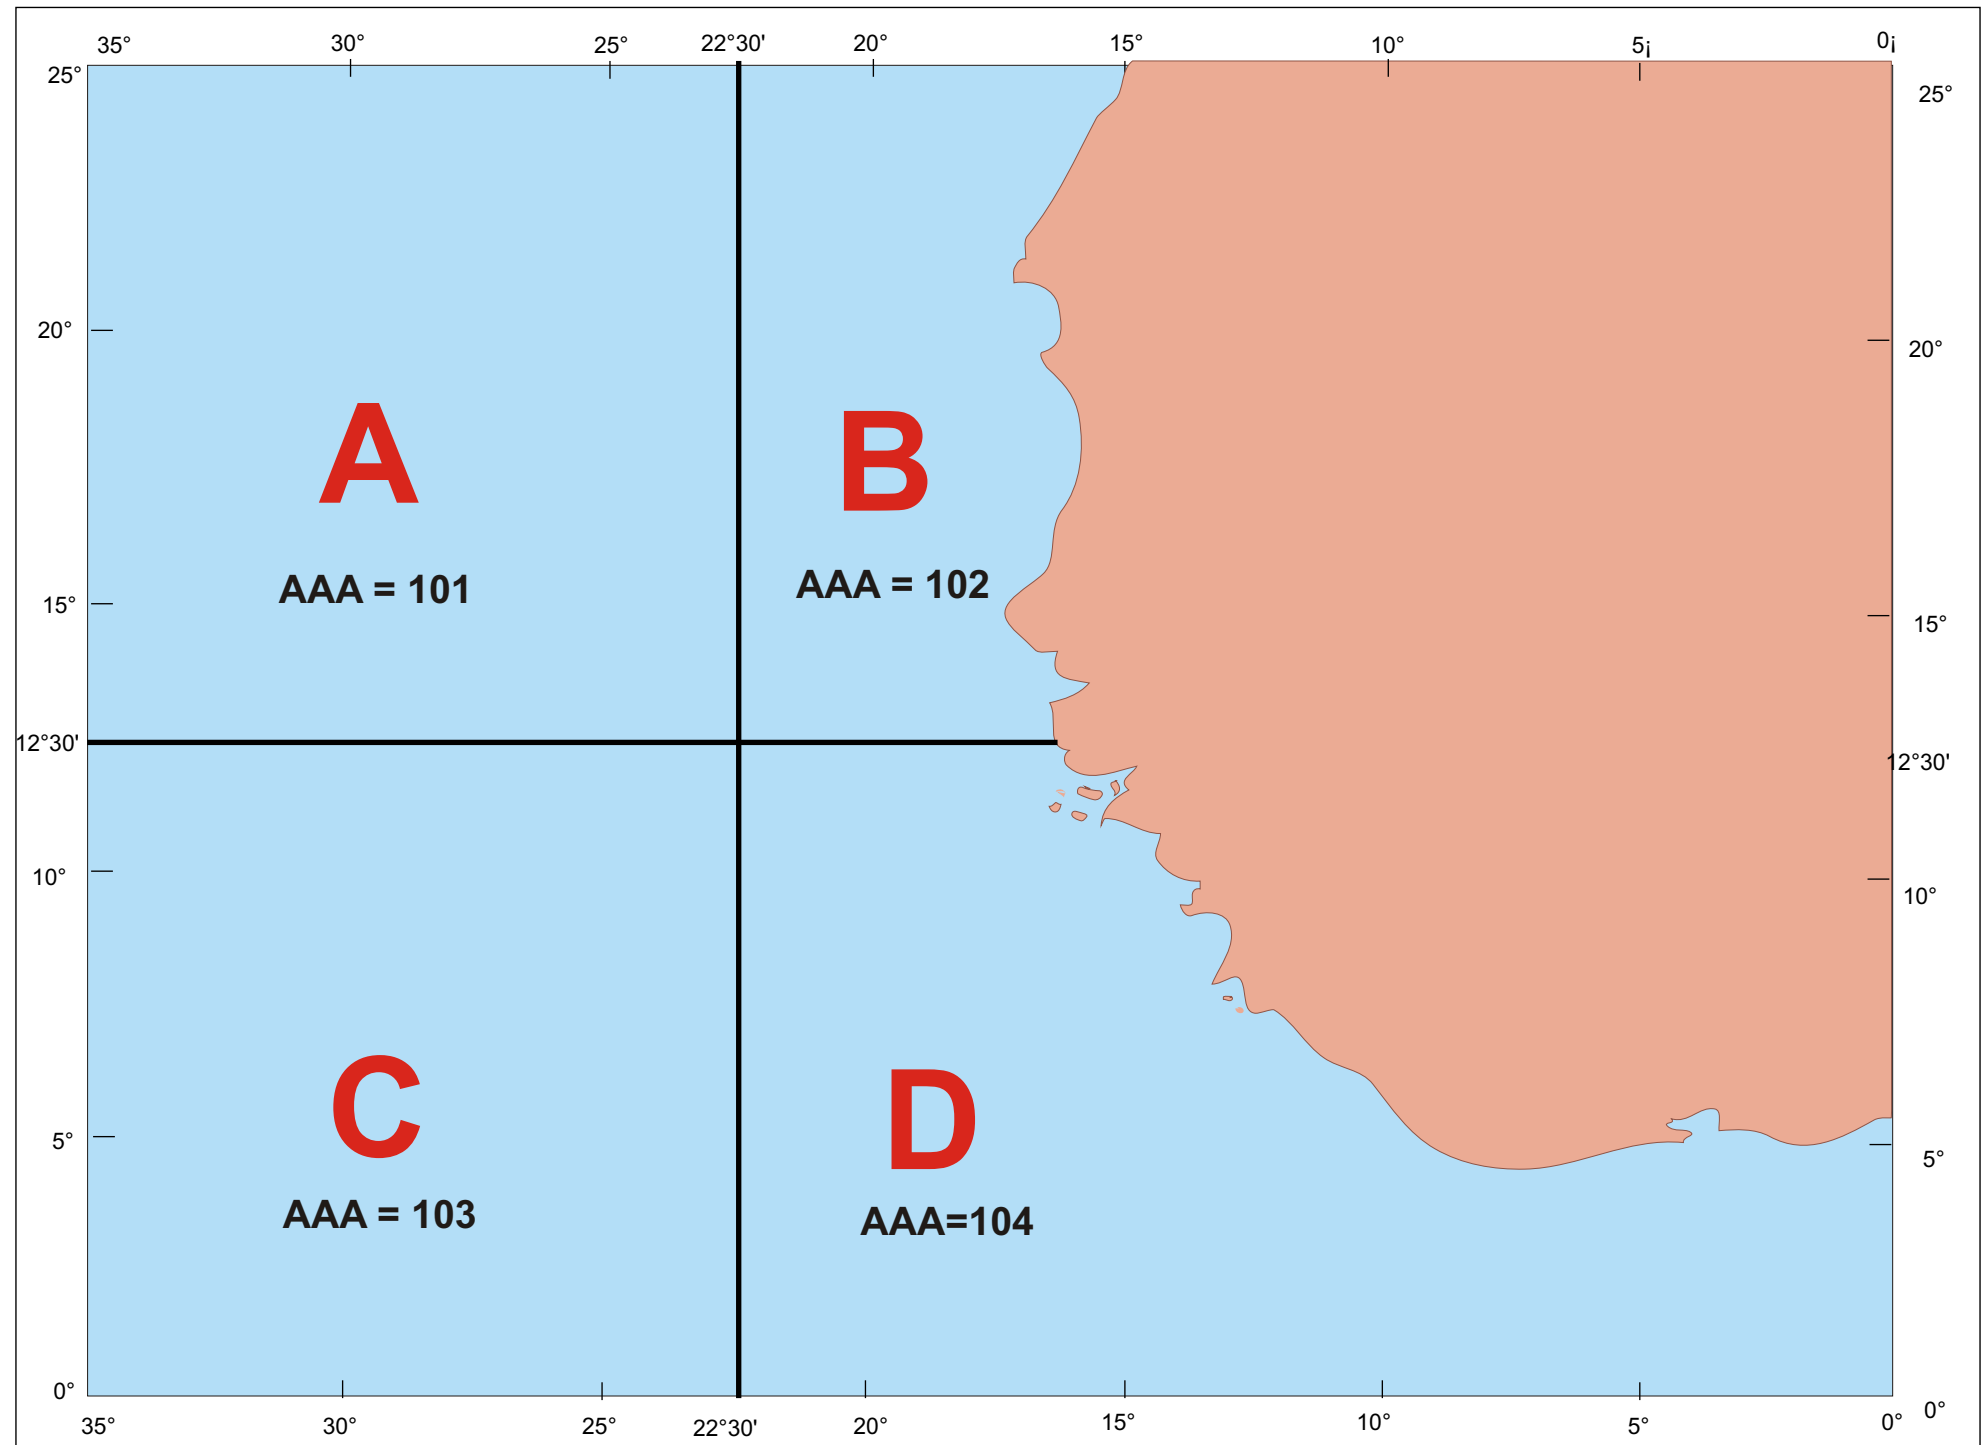 35° 30° 25° 22°30' 20° 15° 10° 5¡ 0¡
25° 25°
20° 20°
A B
AAA = 101 AAA = 102
15° 15°
12°30' 12°30'
10° 10°
C D
5° 5°
AAA = 103 AAA=104
0° 0°
35° 30° 25° 22°30' 20° 15° 10° 5° 0°